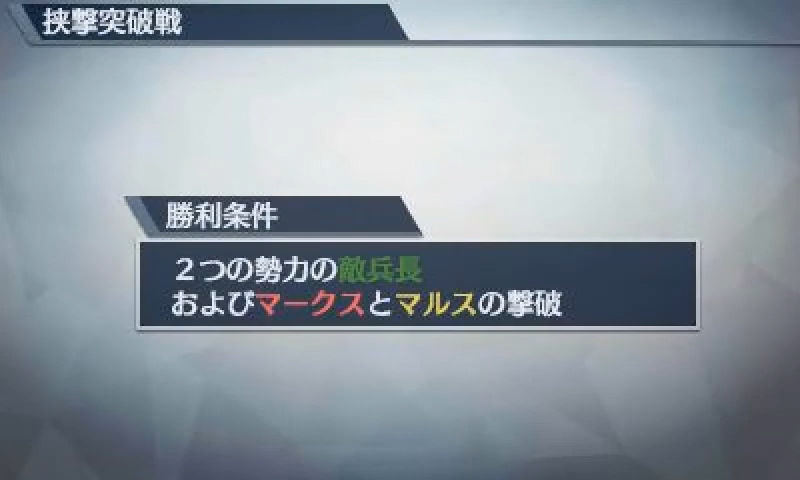 挟撃突破戦
勝利条件
２つの勢力の敵兵長
およびマークスとマルスの撃破